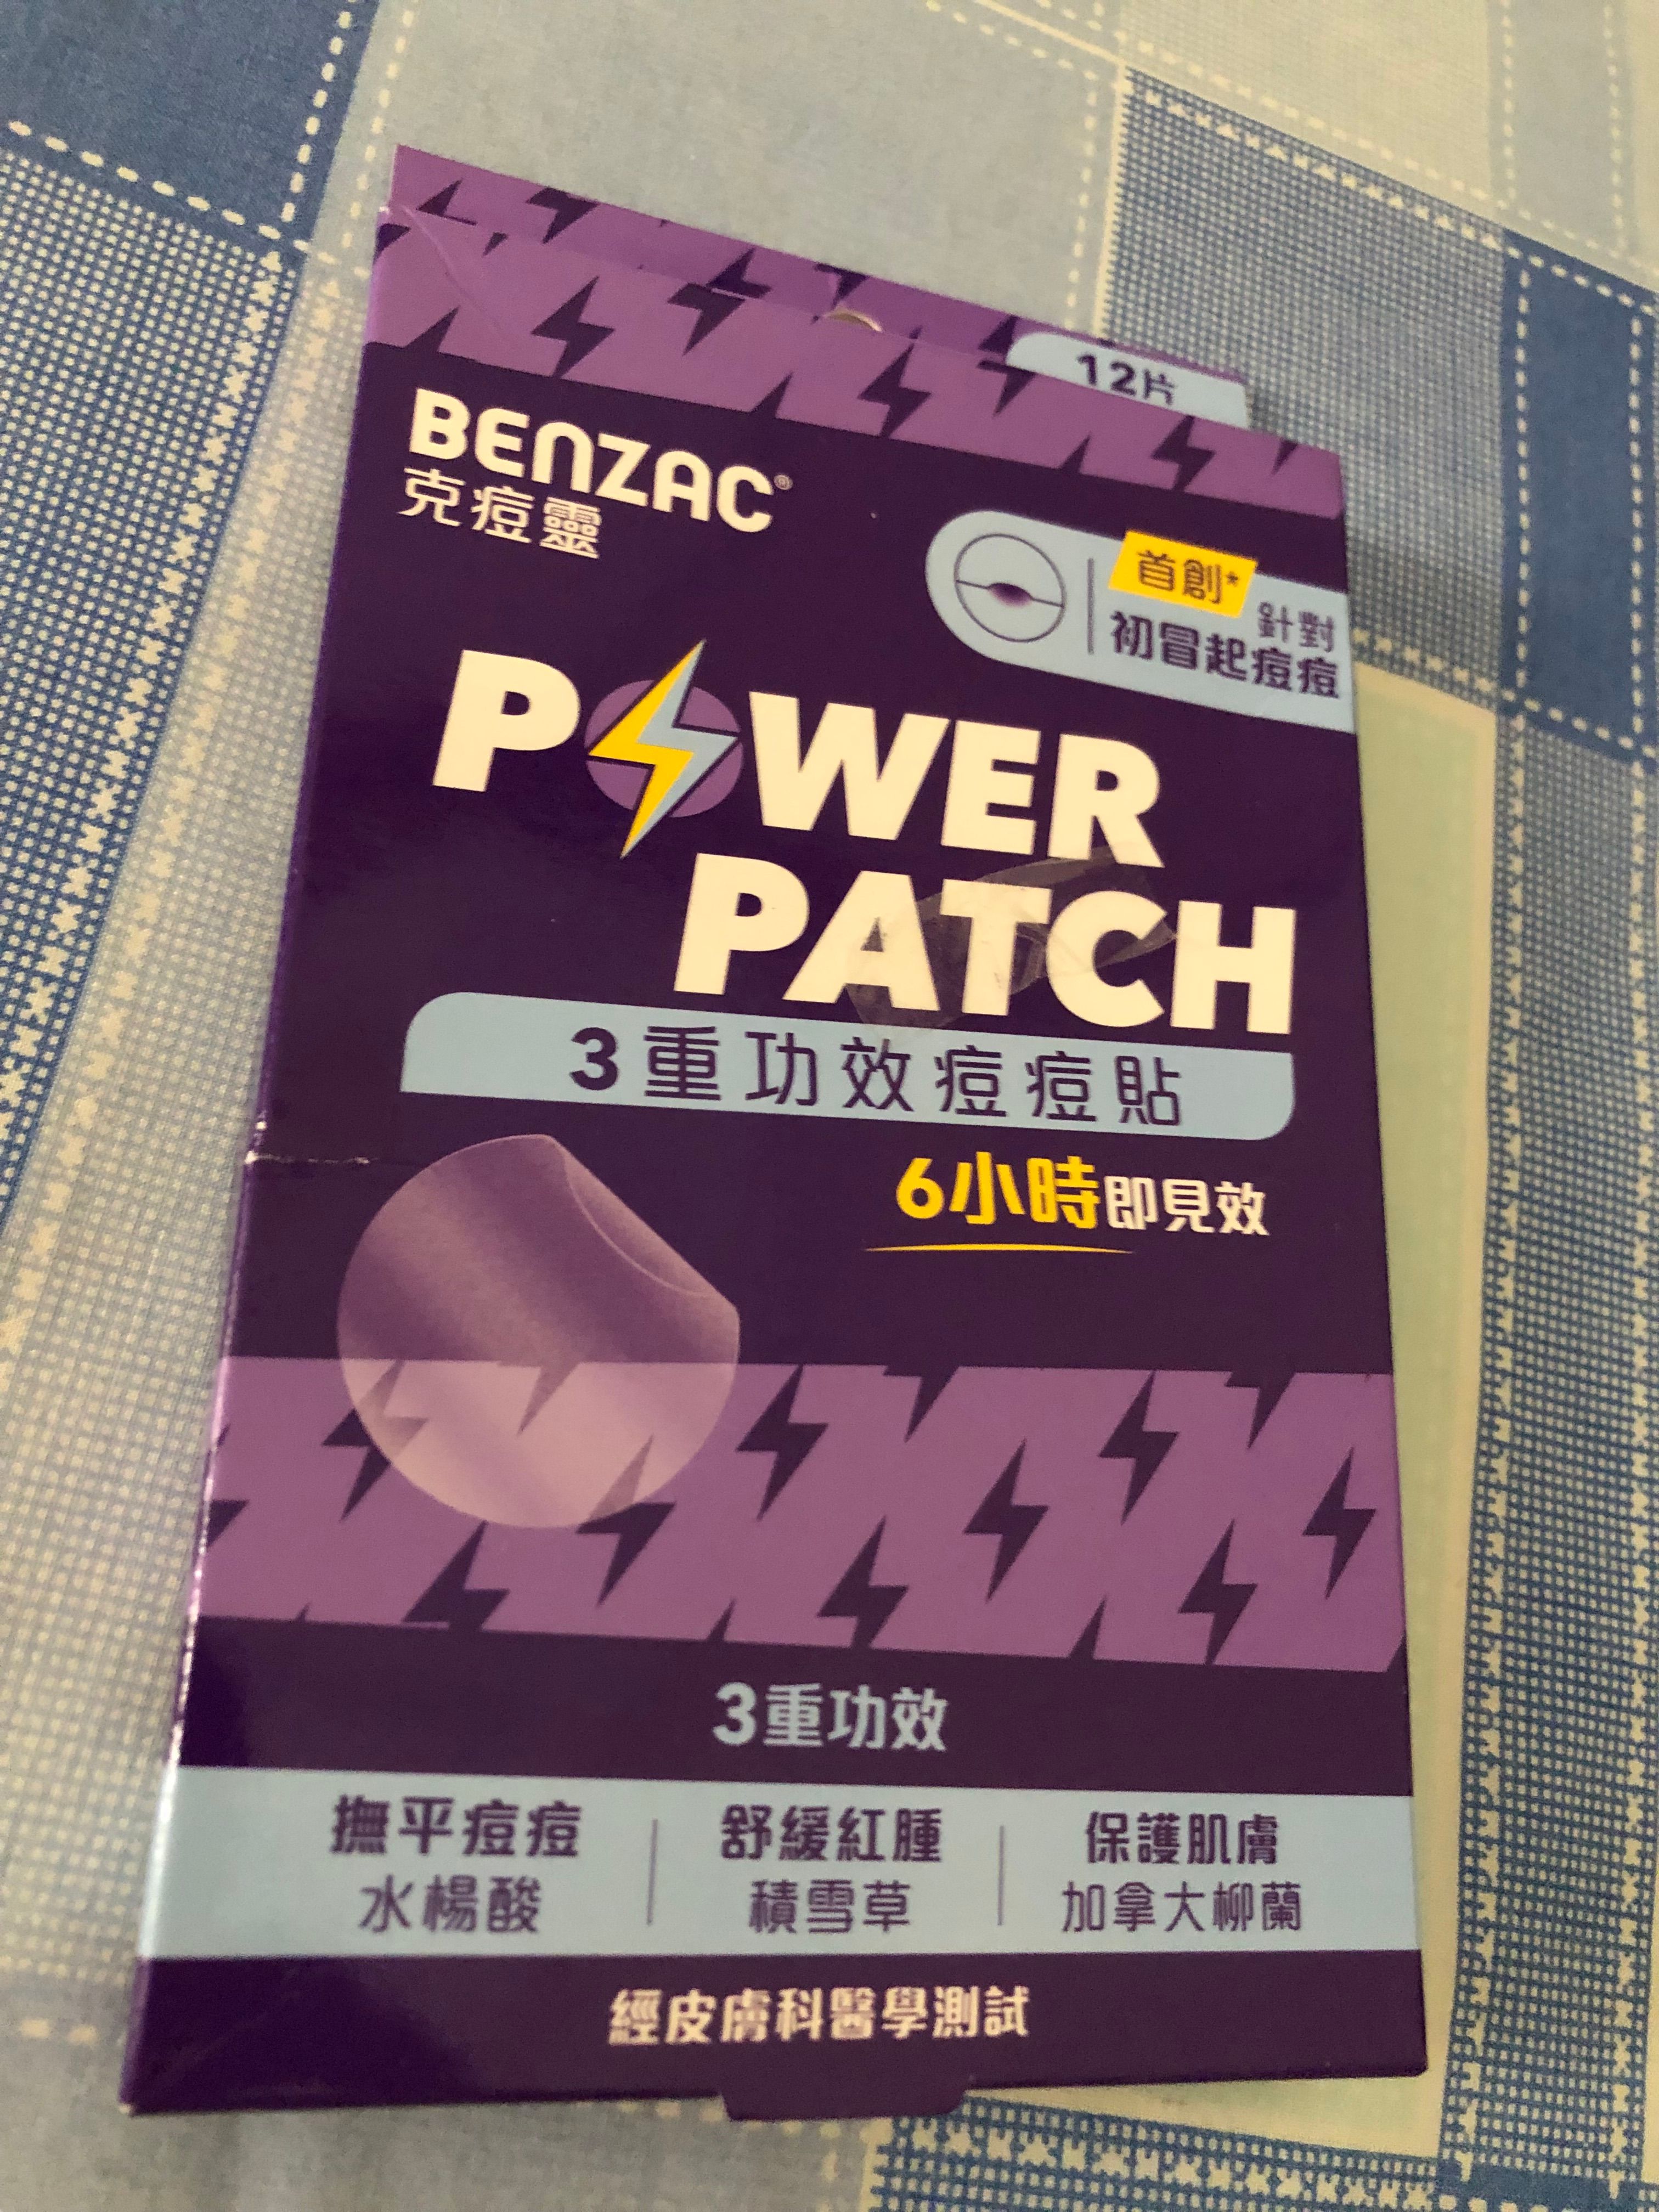 12片
BENZAC®
克痘靈
首創*
針對
初冒起痘痘
POWER
PATCH
3重功效痘痘貼
6小時即見效
3重功效
撫平痘痘
水楊酸
舒緩紅腫
積雪草
保護肌膚
加拿大柳蘭
經皮膚科醫學測試